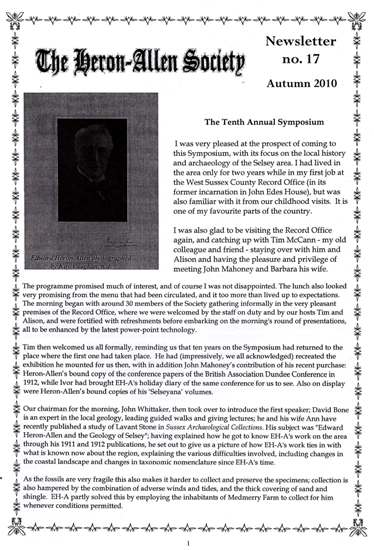 The Heron-Allen Society
Newsletter
no. 17
Autumn 2010
Edward Heron-Allen photographed
The Tenth Annual Symposium
I was very pleased at the prospect of coming to
this Symposium, with its focus on the local history
and archaeology of the Selsey area. I had lived in
the area only for two years while in my first job at
the West Sussex County Record Office (in its
former incarnation in John Edes House), but was
also familiar with it from our childhood visits. It is
one of my favourite parts of the country.
I was also glad to be visiting the Record Office
again, and catching up with Tim McCann - my old
colleague and friend - staying over with him and
Alison and having the pleasure and privilege of
meeting John Mahoney and Barbara his wife.
The programme promised much of interest, and of course I was not disappointed. The lunch also looked
very promising from the menu that had been circulated, and it too more than lived up to expectations.
The morning began with around 30 members of the Society gathering informally in the very pleasant
premises of the Record Office, where we were welcomed by the staff on duty and by our hosts Tim and
Alison, and were fortified with refreshments before embarking on the morning's round of presentations,
all to be enhanced by the latest power-point technology.
Tim then welcomed us all formally, reminding us that ten years on the Symposium had returned to the
place where the first one had taken place. He had (impressively, we all acknowledged) recreated the
exhibition he mounted for us then, with in addition John Mahoney's contribution of his recent purchase:
Heron-Allen's bound copy of the conference papers of the British Association Dundee Conference in
1912, while Ivor had brought EH-A's holiday diary of the same conference for us to see. Also on display
were Heron-Allen's bound copies of his 'Selseyana' volumes.
Our chairman for the morning, John Whittaker, then took over to introduce the first speaker; David Bone
is an expert in the local geology, leading guided walks and giving lectures; he and his wife Ann have
recently published a study of Lavant Stone in Sussex Archaeological Collections. His subject was "Edward
Heron-Allen and the Geology of Selsey"; having explained how he got to know EH-A's work on the area
through his 1911 and 1912 publications, he set out to give us a picture of how EH-A's work ties in with
what is known now about the region, explaining the various difficulties involved, including changes in
the coastal landscape and changes in taxonomic nomenclature since EH-A's time.
As the fossils are very fragile this also makes it harder to collect and preserve the specimens; collection is
also hampered by the combination of adverse winds and tides, and the thick covering of sand and
shingle. EH-A partly solved this by employing the inhabitants of Medmerry Farm to collect for him
whenever conditions permitted.
1